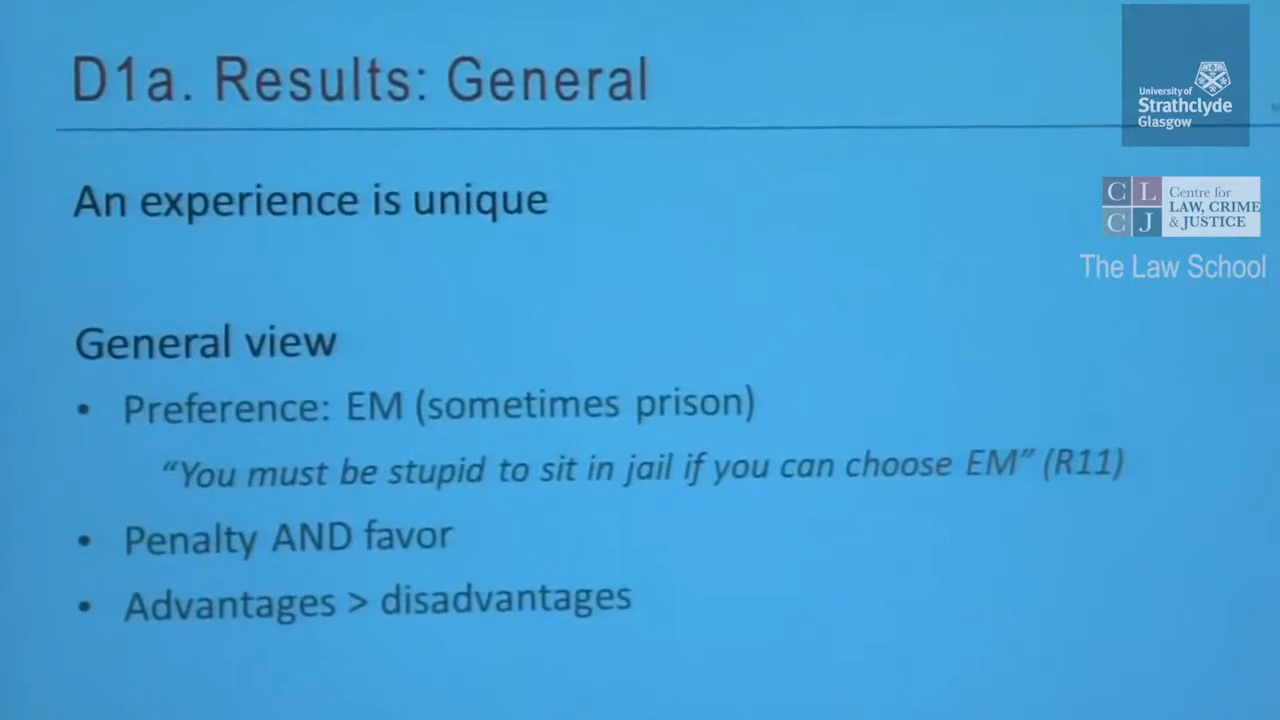 D1a. Results: General
University of
Strathclyde
Glasgow
An experience is unique
C L
C J
Centre for
LAW, CRIME
& JUSTICE
The Law School
General view
• Preference: EM (sometimes prison)
“You must be stupid to sit in jail if you can choose EM” (R11)
• Penalty AND favor
• Advantages > disadvantages